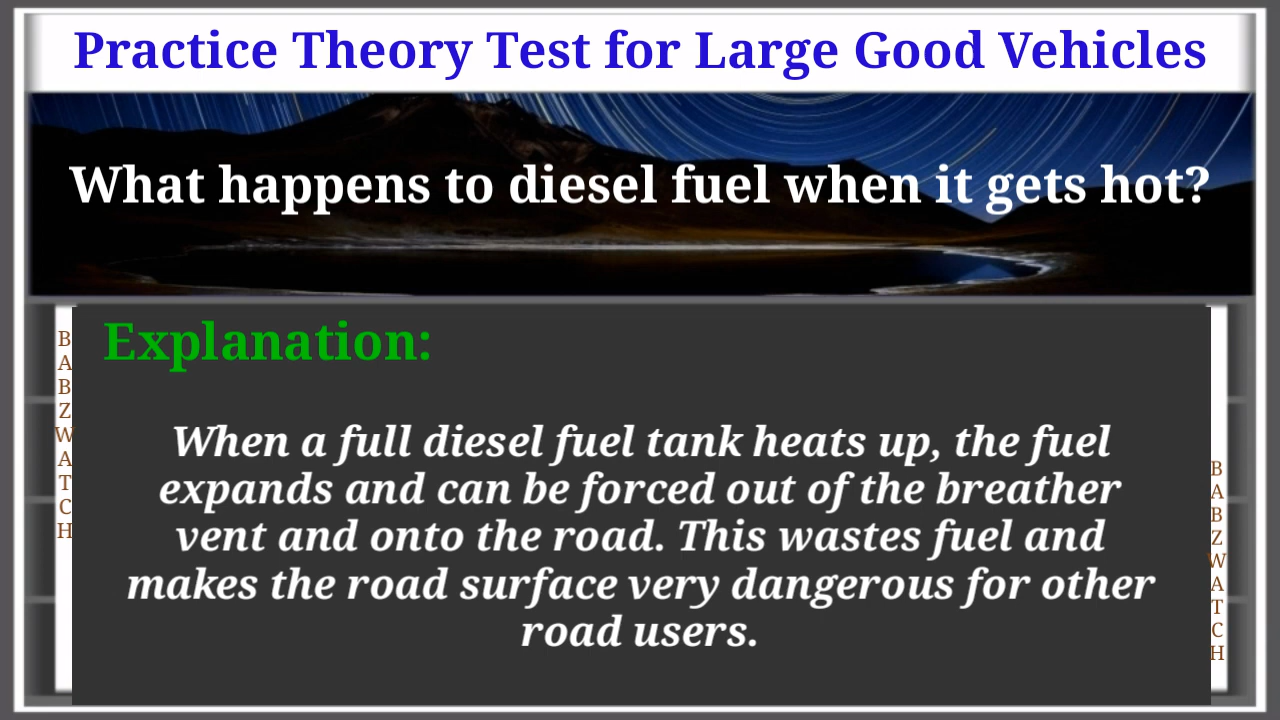 Practice Theory Test for Large Good Vehicles
What happens to diesel fuel when it gets hot?
Explanation:
When a full diesel fuel tank heats up, the fuel
expands and can be forced out of the breather
vent and onto the road. This wastes fuel and
makes the road surface very dangerous for other
road users.
BABZWATCH
BABZWATCH